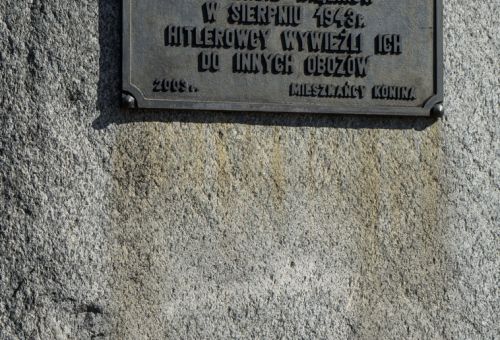 W SIERPNIU 1943r.
HITLEROWCY WYWIEŹLI ICH
DO INNYCH OBOZÓW
2003r. MIESZKAŃCY KONINA